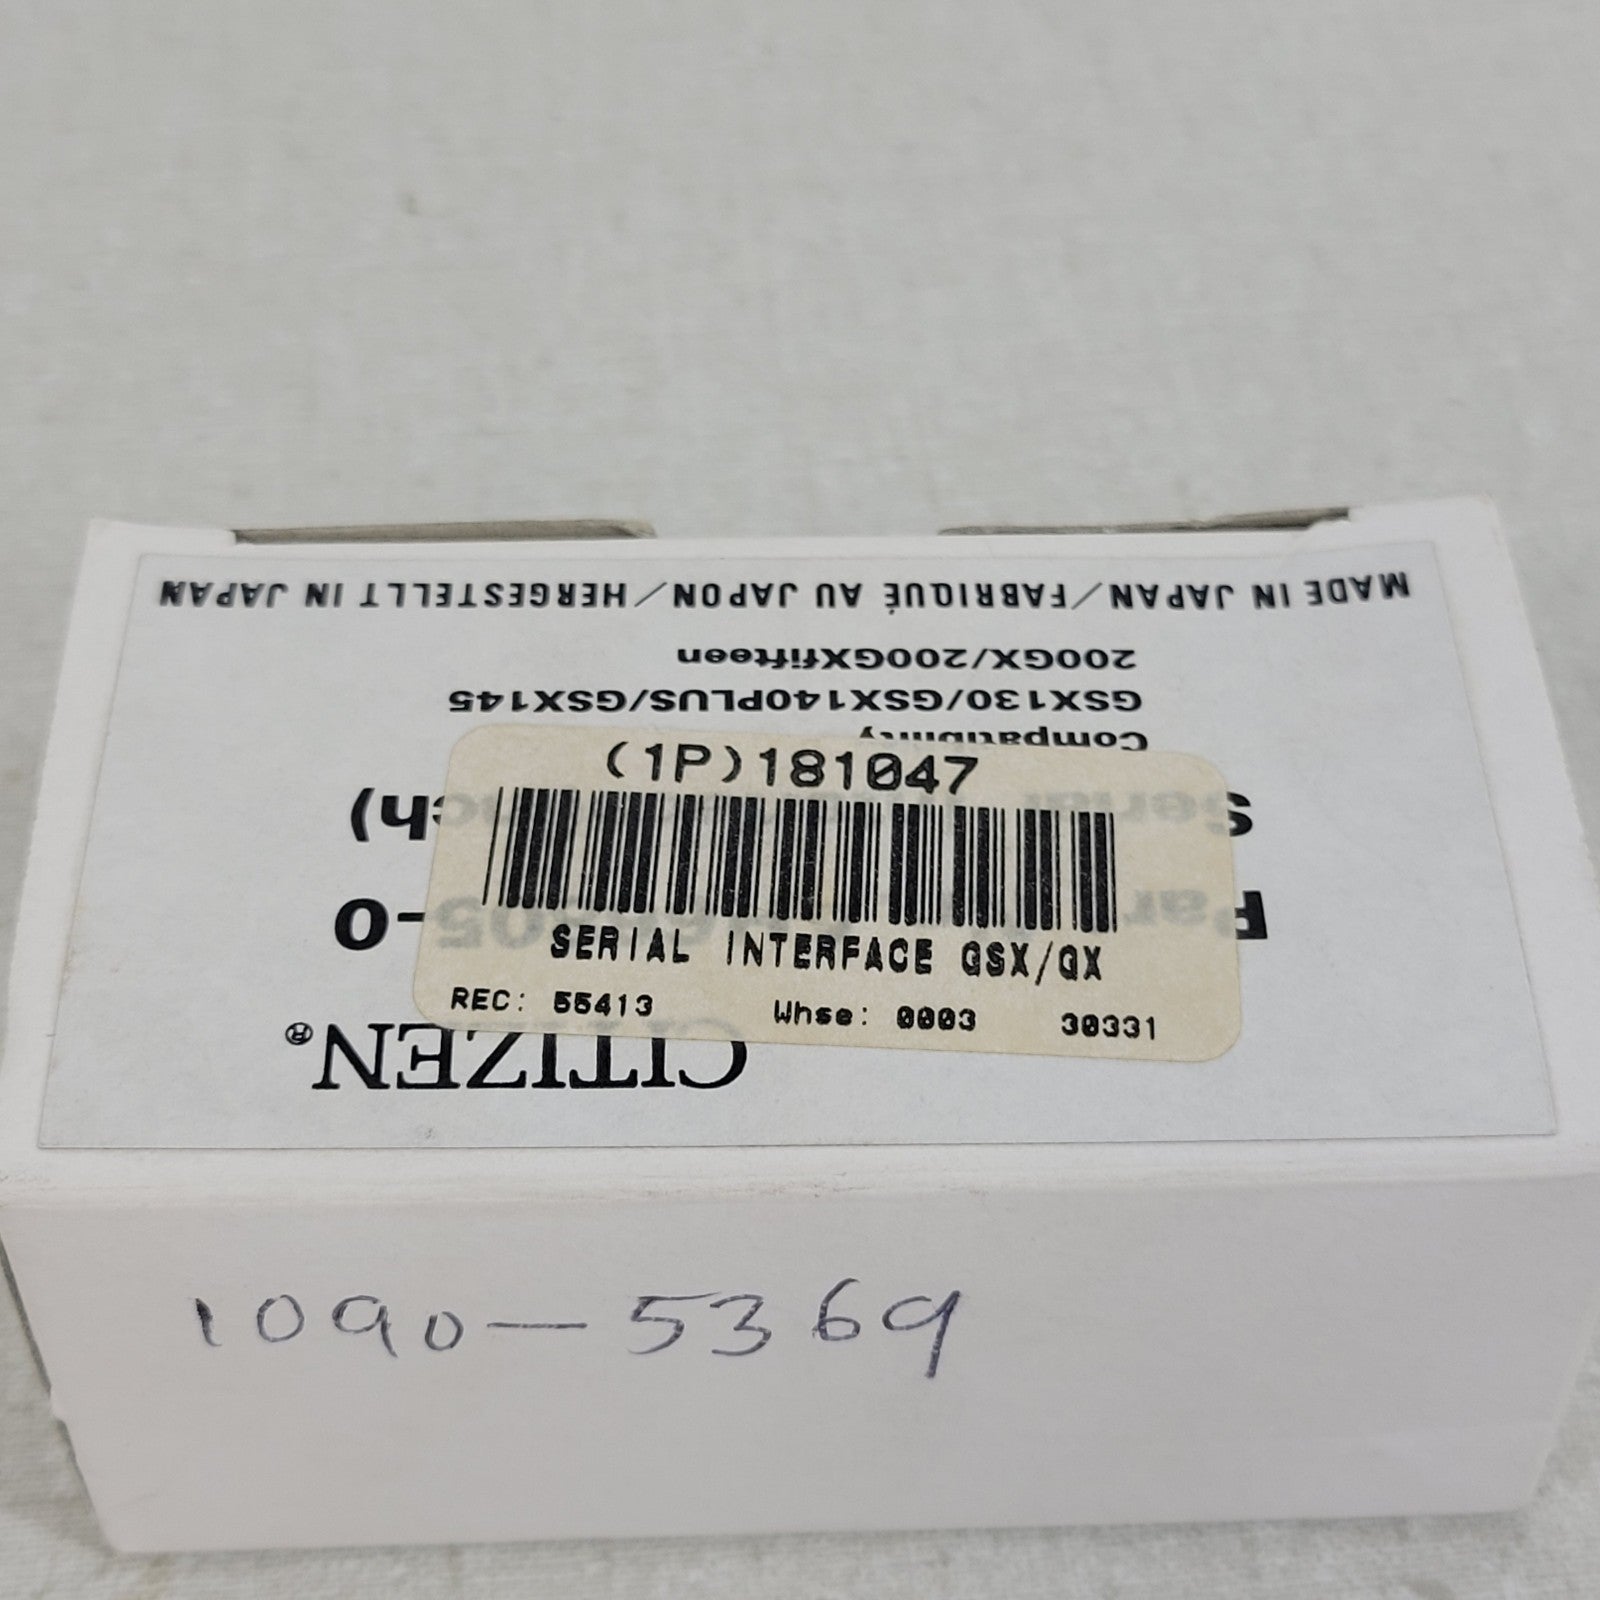 MADE IN JAPAN/FABRIQUÉ AU JAPON/HERGESTELLT IN JAPAN
200GX/200GXfifteen
GSX130/GSX140PLUS/GSX145
Compatibility
(1P)181047
SERIAL INTERFACE GSX/GX
REC: 55413 Whse: 0003 30331
CITIZEN®
1090-5369